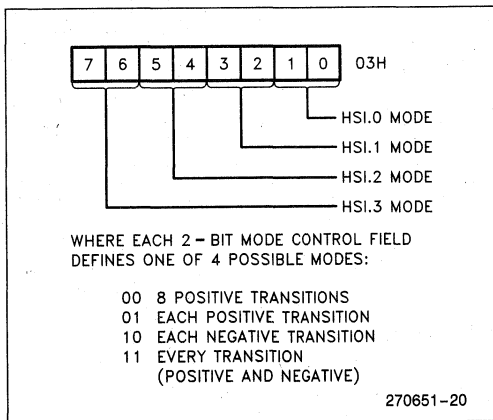 7 6 5 4 3 2 1 0 03H
HSI.0 MODE
HSI.1 MODE
HSI.2 MODE
HSI.3 MODE
WHERE EACH 2-BIT MODE CONTROL FIELD
DEFINES ONE OF 4 POSSIBLE MODES:
00 8 POSITIVE TRANSITIONS
01 EACH POSITIVE TRANSITION
10 EACH NEGATIVE TRANSITION
11 EVERY TRANSITION
(POSITIVE AND NEGATIVE)
270651-20